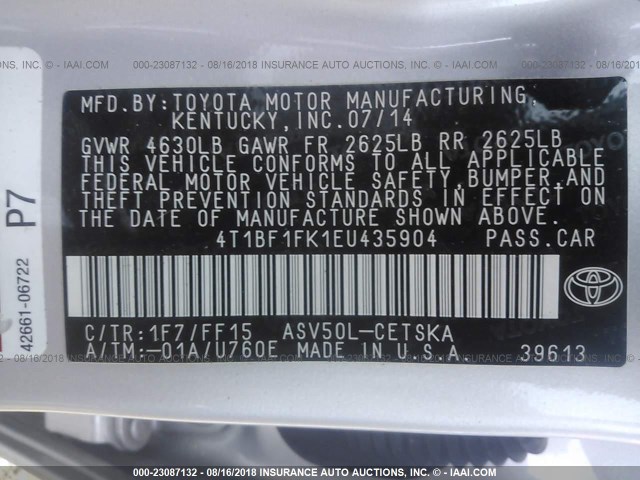 000-23087132 - 08/16/2018 INSURANCE AUTO AUCTIONS, INC. - IAAI.COM
MFD.BY:TOYOTA MOTOR MANUFACTURING,
KENTUCKY,INC.07/14
GVWR 4630LB GAWR FR 2625LB RR 2625LB
THIS VEHICLE CONFORMS TO ALL APPLICABLE
FEDERAL MOTOR VEHICLE SAFETY,BUMPER,AND
THEFT PREVENTION STANDARDS IN EFFECT ON
THE DATE OF MANUFACTURE SHOWN ABOVE.
4T1BF1FK1EU435904 PASS.CAR
C/TR:1F7/FF15 ASV50L-CETSKA
A/TM:-01A/U760E MADE IN U.S.A. 39613
TOYOTA
P7
42661-06722
000-23087132 - 08/16/2018 INSURANCE AUTO AUCTIONS, INC. - IAAI.COM